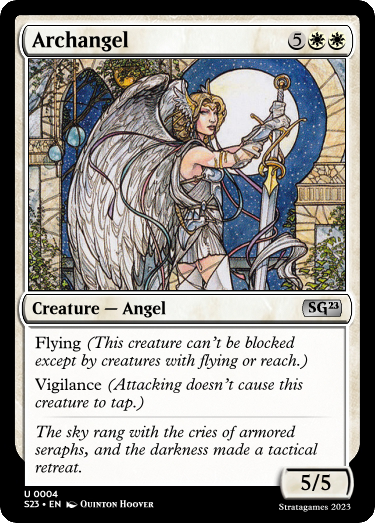 Archangel 5
Creature — Angel SG23
Flying (This creature can't be blocked
except by creatures with flying or reach.)
Vigilance (Attacking doesn't cause this
creature to tap.)
The sky rang with the cries of armored
seraphs, and the darkness made a tactical
retreat.
5/5
U 0004
S23 • EN Quinton Hoover
Stratagames 2023